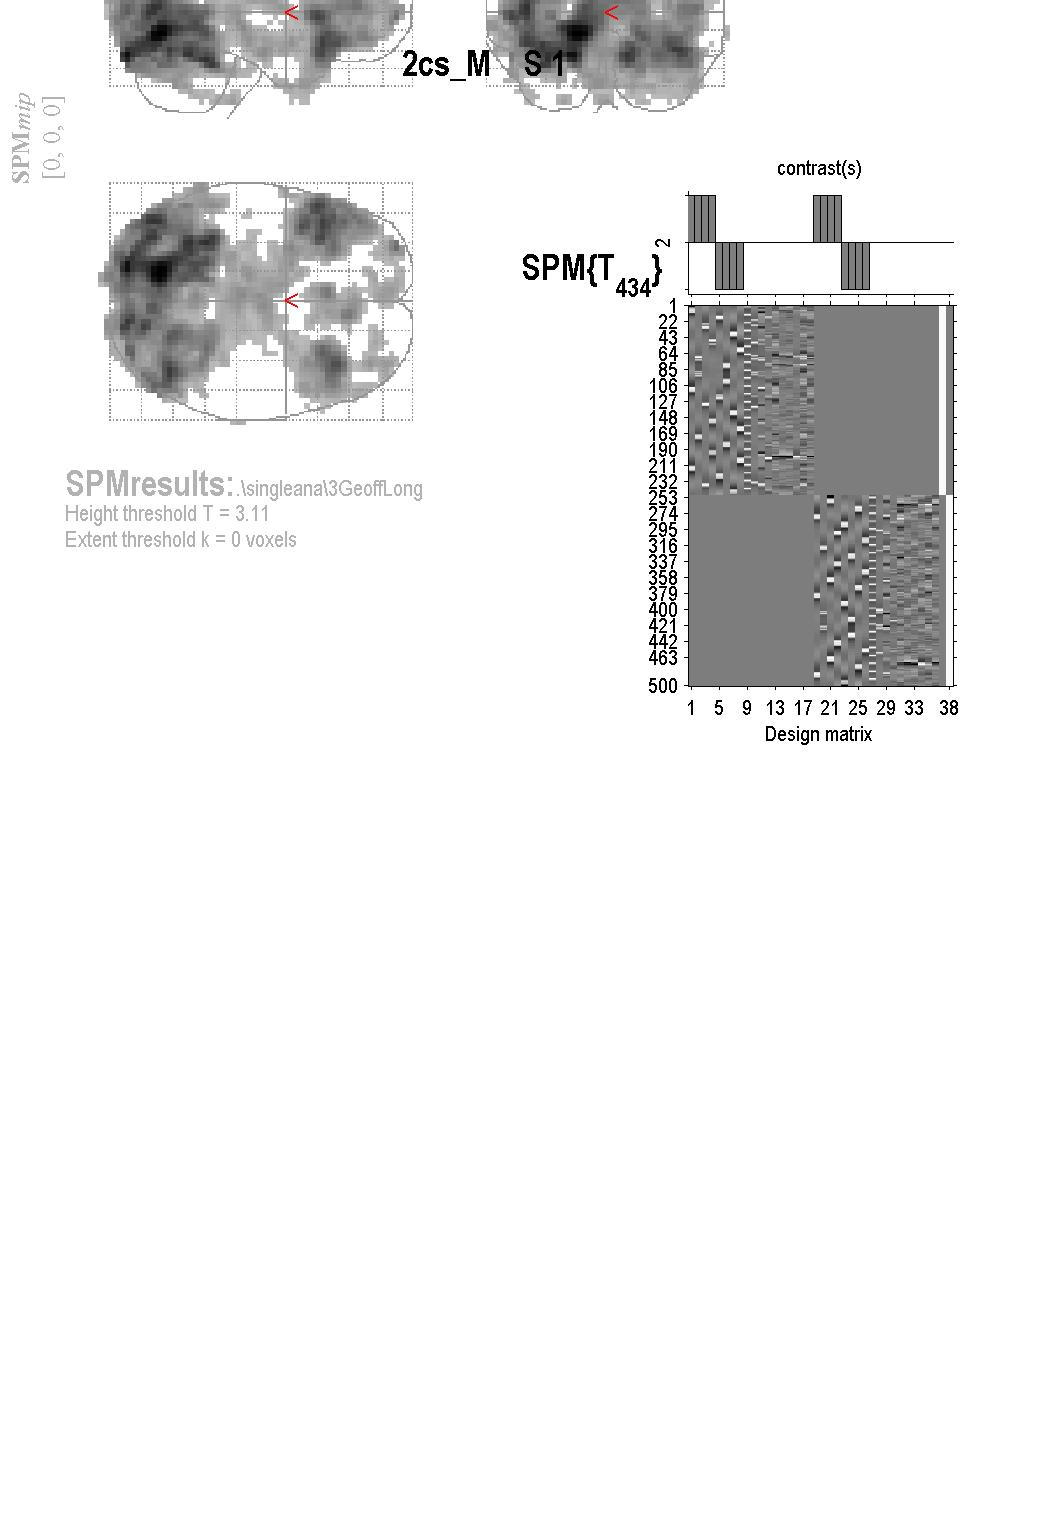 2cs_M S 1
SPMmip
[0, 0, 0]
contrast(s)
2
SPM{T434}
1
22
43
64
85
106
127
148
169
190
211
232
253
274
295
316
337
358
379
400
421
442
463
500
1 5 9 13 17 21 25 29 33 38
Design matrix
SPMresults: .\singleana\3GeoffLong
Height threshold T = 3.11
Extent threshold k = 0 voxels